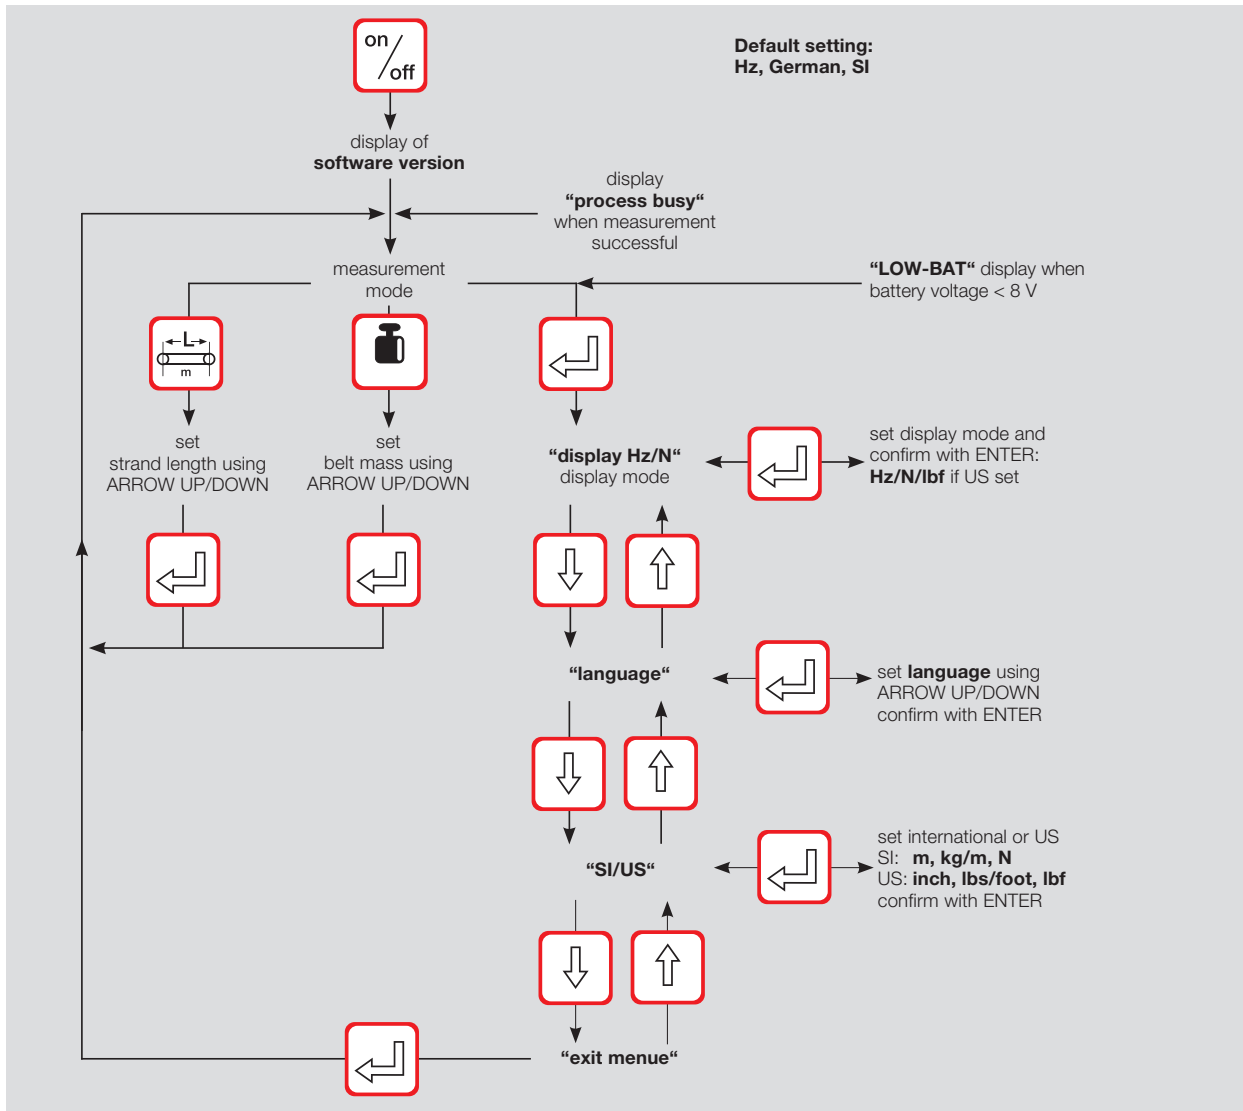 on
off
Default setting:
Hz, German, SI
display of
software version
display
“process busy“
when measurement
successful
measurement
mode
“LOW-BAT“ display when
battery voltage < 8 V
L
m
set
strand length using
ARROW UP/DOWN
set
belt mass using
ARROW UP/DOWN
“display Hz/N“
display mode
set display mode and
confirm with ENTER:
Hz/N/lbf if US set
“language“
set language using
ARROW UP/DOWN
confirm with ENTER
“SI/US“
set international or US
SI: m, kg/m, N
US: inch, lbs/foot, lbf
confirm with ENTER
“exit menue“